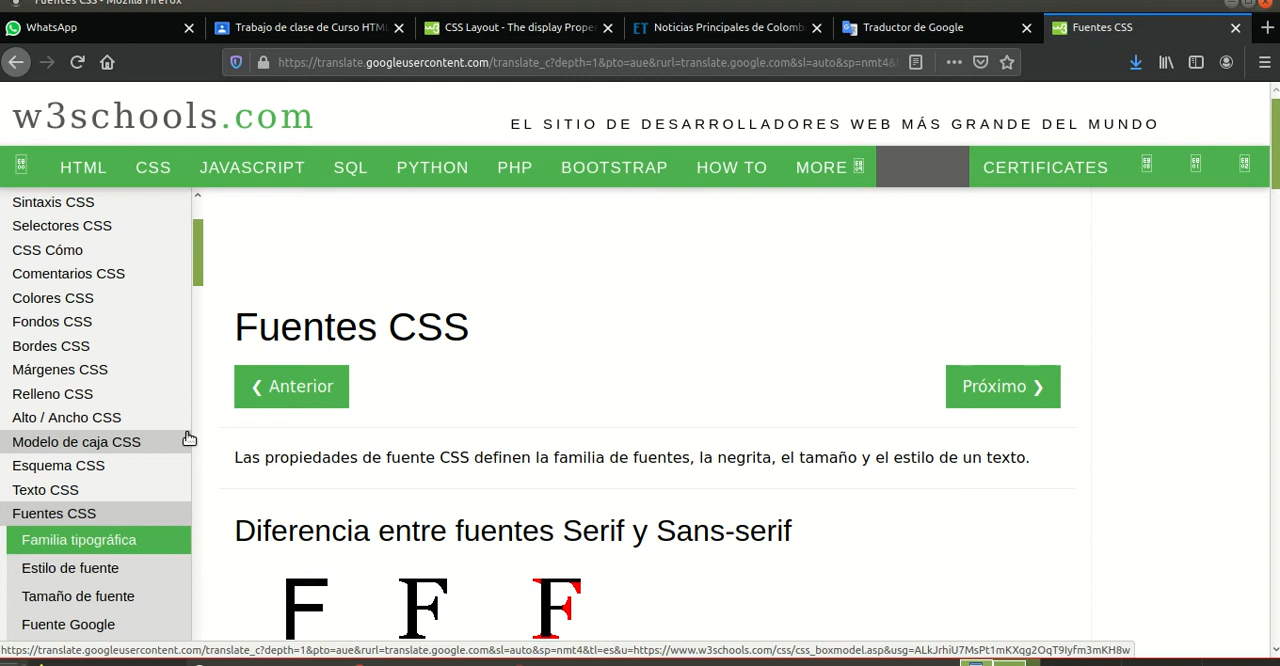 Fuentes CSS - Mozilla Firefox
WhatsApp
Trabajo de clase de Curso HTML
CSS Layout - The display Proper
ET Noticias Principales de Colomb
Traductor de Google
Fuentes CSS
https://translate.googleusercontent.com/translate_c?depth=1&pto=aue&rurl=translate.google.com&sl=auto&sp=nmt4&
w3schools.com
EL SITIO DE DESARROLLADORES WEB MÁS GRANDE DEL MUNDO
HTML CSS JAVASCRIPT SQL PYTHON PHP BOOTSTRAP HOW TO MORE CERTIFICATES
Sintaxis CSS
Selectores CSS
CSS Cómo
Comentarios CSS
Colores CSS
Fondos CSS
Bordes CSS
Márgenes CSS
Relleno CSS
Alto / Ancho CSS
Modelo de caja CSS
Esquema CSS
Texto CSS
Fuentes CSS
Familia tipográfica
Estilo de fuente
Tamaño de fuente
Fuente Google
Fuentes CSS
❮ Anterior
Próximo ❯
Las propiedades de fuente CSS definen la familia de fuentes, la negrita, el tamaño y el estilo de un texto.
Diferencia entre fuentes Serif y Sans-serif
F F F
https://translate.googleusercontent.com/translate_c?depth=1&pto=aue&rurl=translate.google.com&sl=auto&sp=nmt4&tl=es&u=https://www.w3schools.com/css/css_boxmodel.asp&usg=ALkJrhiU7MsPt1mKXqg2OqT9Iyfm3mKH8w